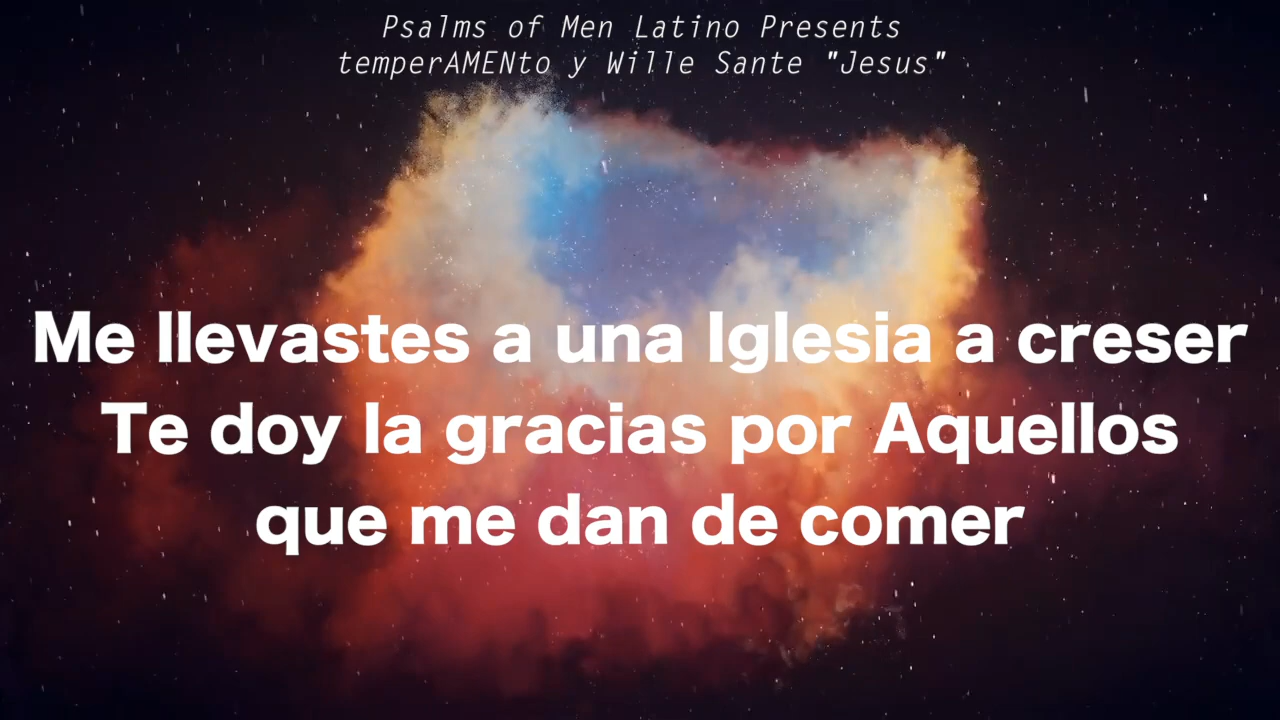 Psalms of Men Latino Presents
temperAMENto y Wille Sante "Jesus"
Me llevastes a una Iglesia a creser
Te doy la gracias por Aquellos
que me dan de comer